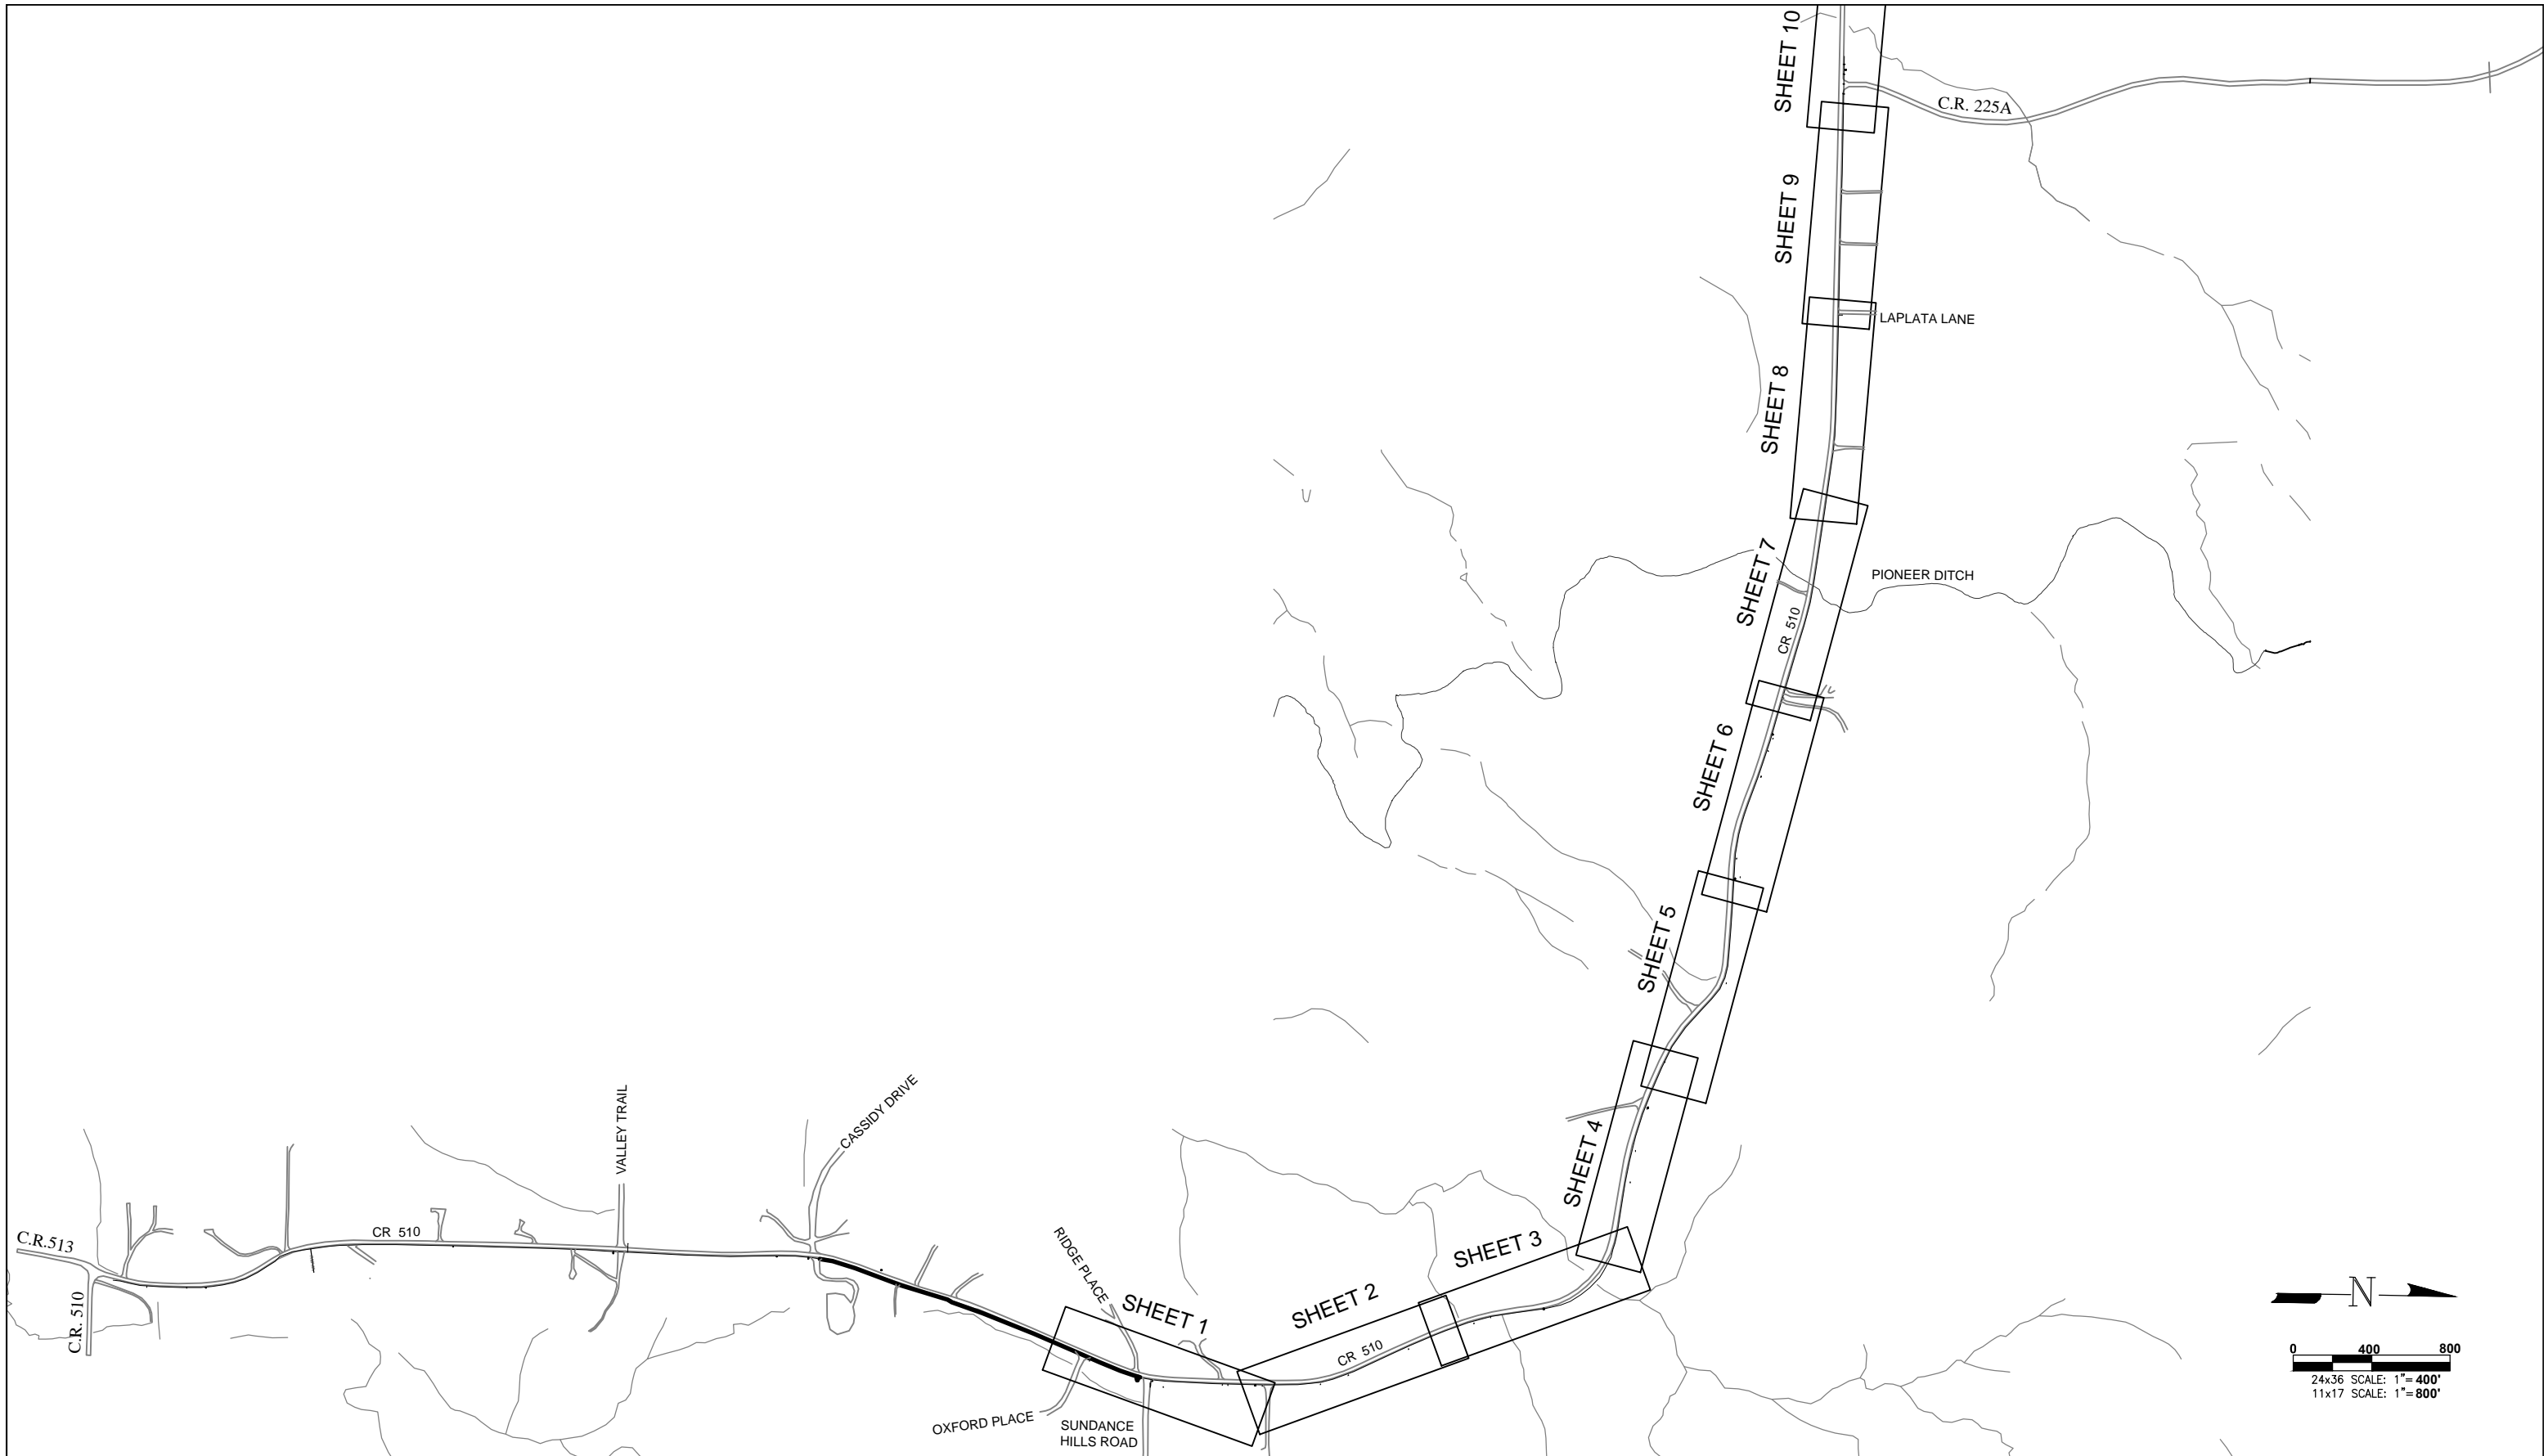 SHEET 10
C.R. 225A
SHEET 9
LAPLATA LANE
SHEET 8
SHEET 7
PIONEER DITCH
CR 510
SHEET 6
SHEET 5
SHEET 4
VALLEY TRAIL
CASSIDY DRIVE
C.R.513
CR 510
C.R. 510
RIDGE PLACE
SHEET 1
SHEET 2
SHEET 3
CR 510
OXFORD PLACE
SUNDANCE
HILLS ROAD
N
0 400 800
24x36 SCALE: 1"= 400'
11x17 SCALE: 1"= 800'